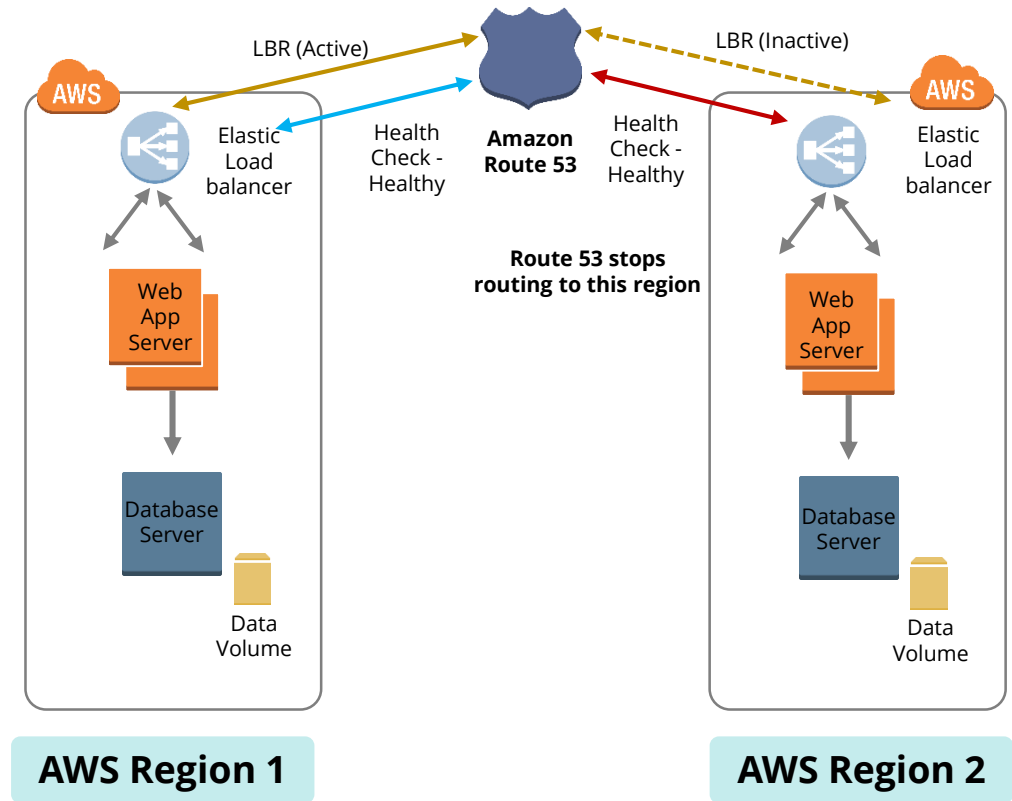 LBR (Active)
LBR (Inactive)
AWS
AWS
Elastic
Load
balancer
Health
Check -
Healthy
Amazon
Route 53
Health
Check -
Healthy
Elastic
Load
balancer
Route 53 stops
routing to this region
Web
App
Server
Web
App
Server
Database
Server
Database
Server
Data
Volume
Data
Volume
AWS Region 1
AWS Region 2